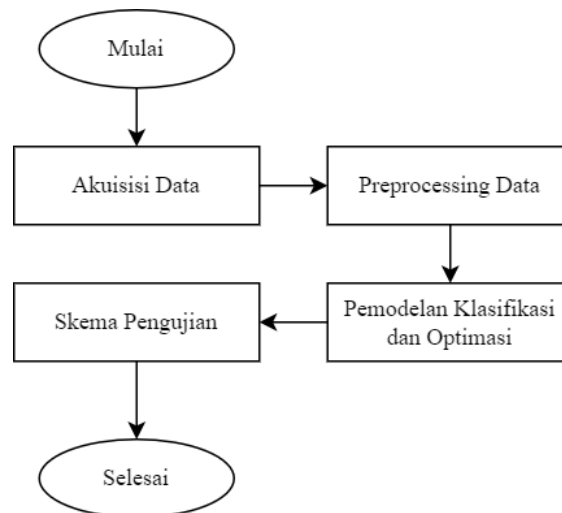 Mulai
Akuisisi Data
Preprocessing Data
Pemodelan Klasifikasi
dan Optimasi
Skema Pengujian
Selesai